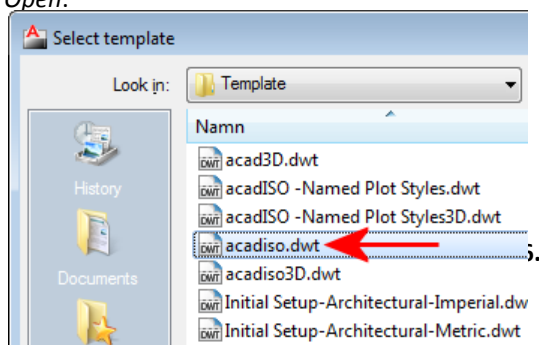 Open.
Select template
Look in:
Template
Namn
acad3D.dwt
acadISO -Named Plot Styles.dwt
acadISO -Named Plot Styles3D.dwt
acadiso.dwt
s.
acadiso3D.dwt
Initial Setup-Architectural-Imperial.dw
Initial Setup-Architectural-Metric.dwt
History
Documents